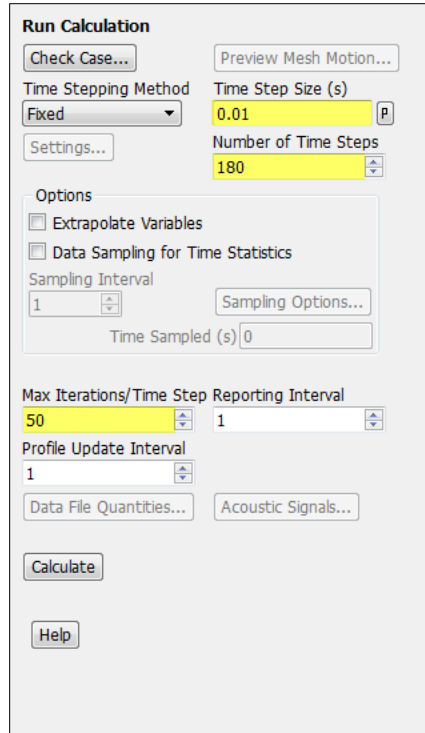 Run Calculation
Check Case... Preview Mesh Motion...
Time Stepping Method Time Step Size (s)
Fixed 0.01 P
Settings... Number of Time Steps
180
Options
Extrapolate Variables
Data Sampling for Time Statistics
Sampling Interval
1 Sampling Options...
Time Sampled (s) 0
Max Iterations/Time Step Reporting Interval
50 1
Profile Update Interval
1
Data File Quantities... Acoustic Signals...
Calculate
Help